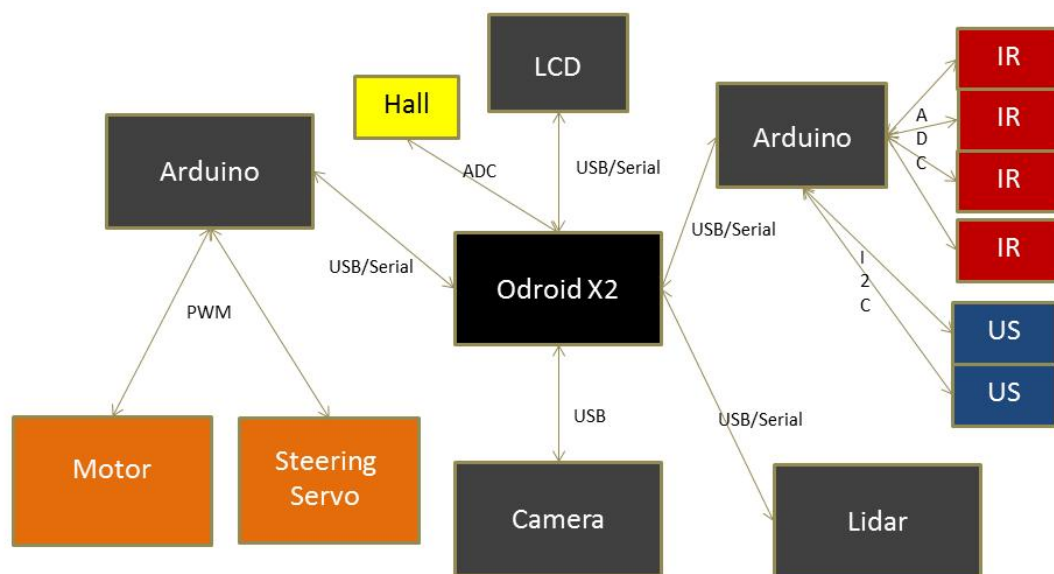 LCD
IR
Hall
IR
Arduino
Arduino
A
D
C
ADC
USB/Serial
IR
IR
USB/Serial
USB/Serial
I
2
C
Odroid X2
US
PWM
US
USB
USB/Serial
Motor
Steering
Servo
Camera
Lidar